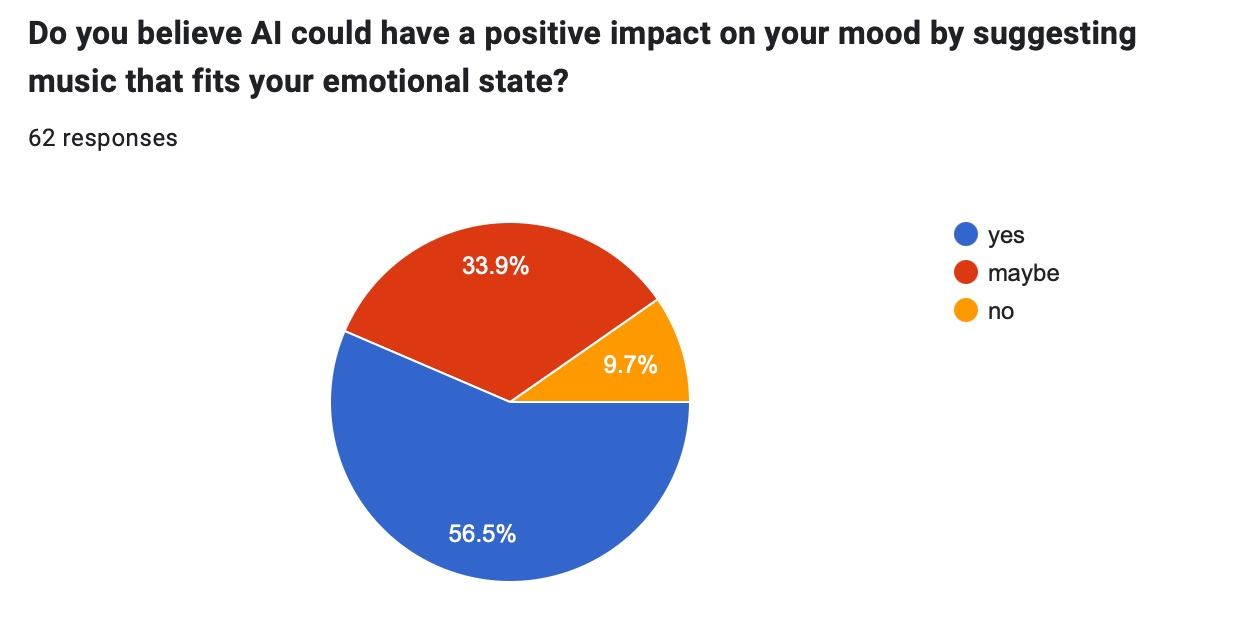 Do you believe AI could have a positive impact on your mood by suggesting
music that fits your emotional state?
62 responses
33.9%
9.7%
56.5%
yes
maybe
no